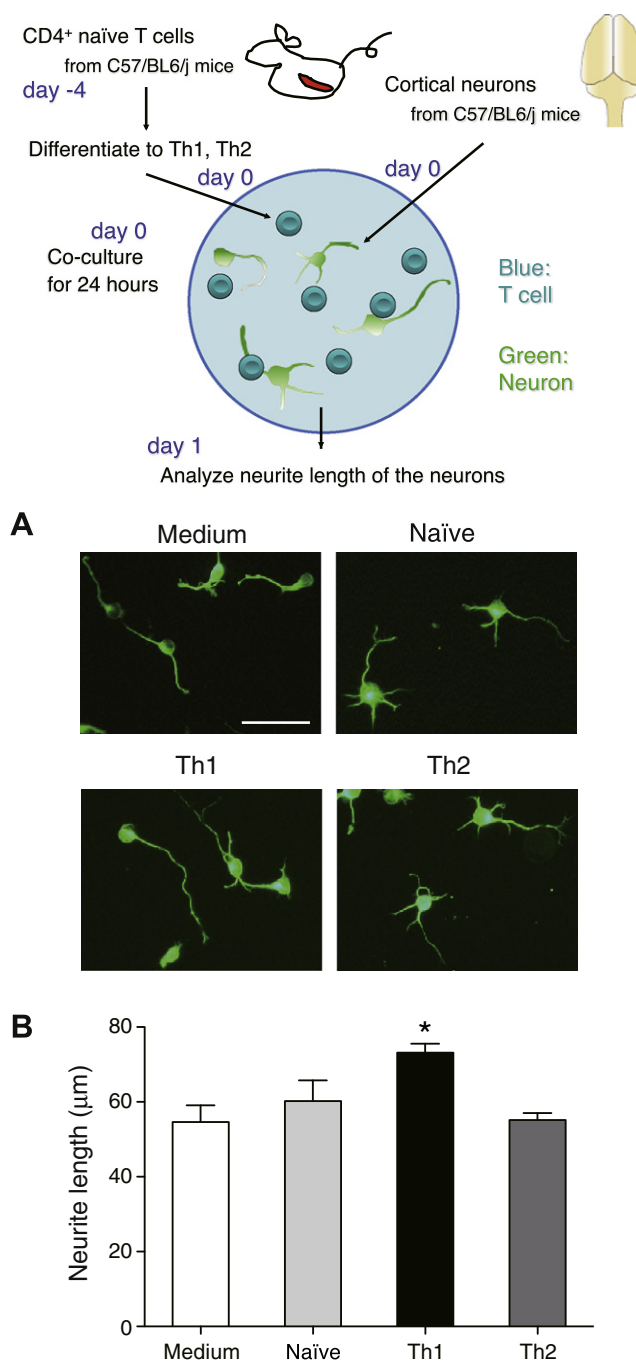 CD4⁺ naïve T cells
from C57/BL6/j mice
day -4
Cortical neurons
from C57/BL6/j mice
Differentiate to Th1, Th2
day 0
day 0
day 0
Co-culture
for 24 hours
Blue:
T cell
Green:
Neuron
day 1
Analyze neurite length of the neurons
A
Medium
Naïve
Th1
Th2
B
80
60
40
20
0
Neurite length (μm)
*
Medium
Naïve
Th1
Th2